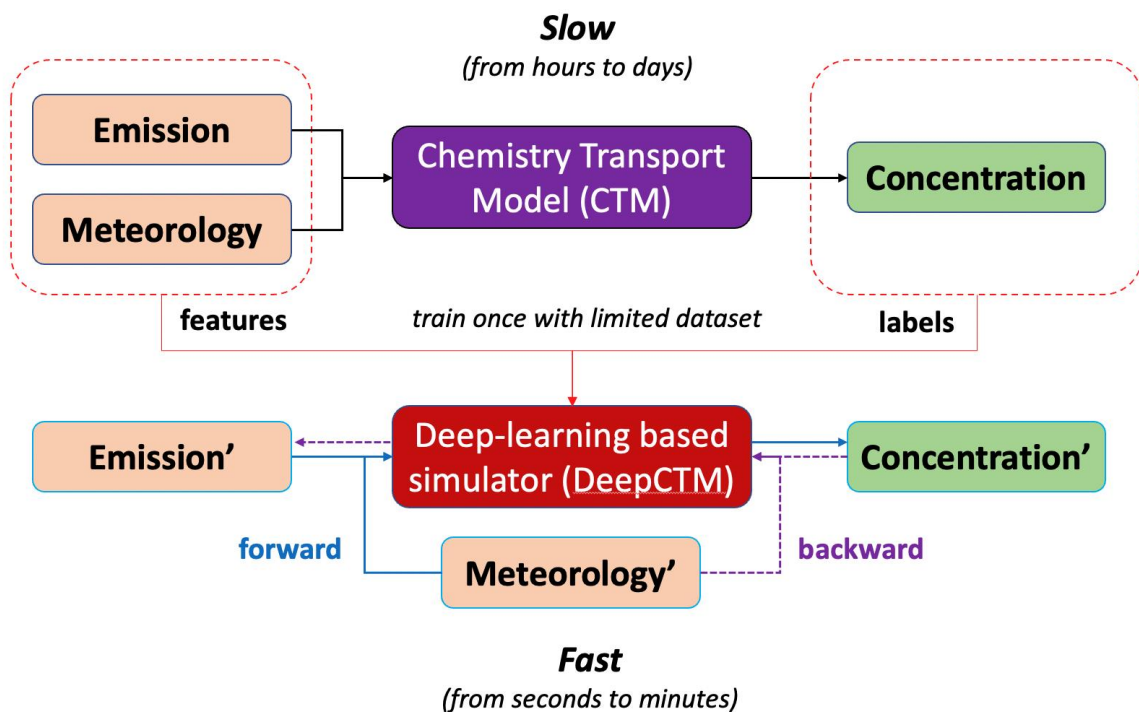 Slow
(from hours to days)
Emission
Meteorology
Chemistry Transport
Model (CTM)
Concentration
features
train once with limited dataset
labels
Emission’
Deep-learning based
simulator (DeepCTM)
Concentration’
forward
backward
Meteorology’
Fast
(from seconds to minutes)